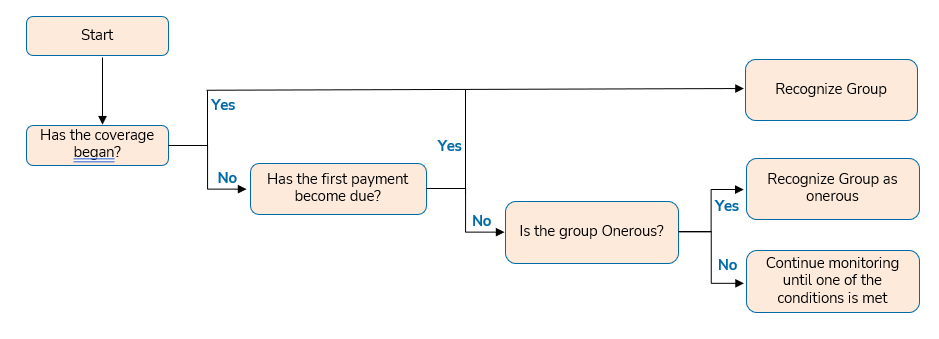 Start
Has the coverage
began?
Yes
No
Has the first payment
become due?
Yes
No
Is the group Onerous?
Yes
No
Recognize Group
Recognize Group as
onerous
Continue monitoring
until one of the
conditions is met